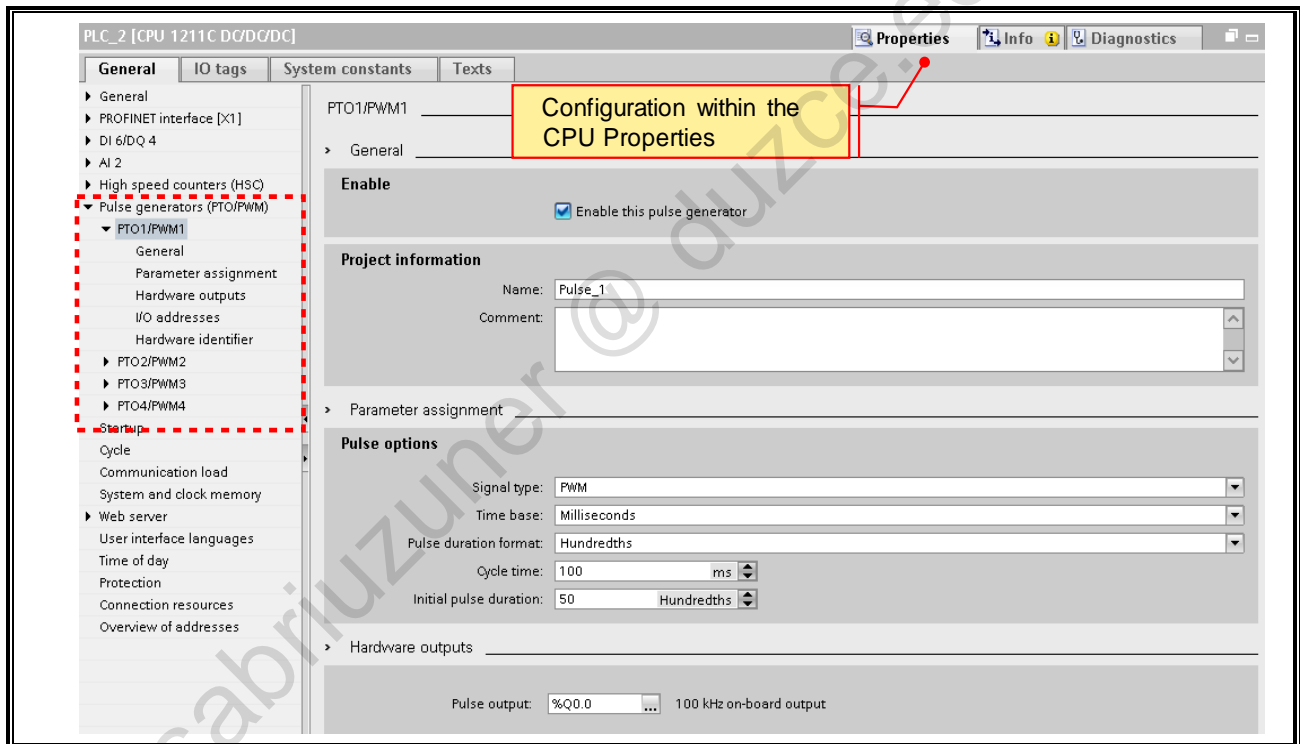 PLC_2 [CPU 1211C DC/DC/DC]
Properties
Info
Diagnostics
General
IO tags
System constants
Texts
General
PROFINET interface [X1]
DI 6/DQ 4
AI 2
High speed counters (HSC)
Pulse generators (PTO/PWM)
PTO1/PWM1
General
Parameter assignment
Hardware outputs
I/O addresses
Hardware identifier
PTO2/PWM2
PTO3/PWM3
PTO4/PWM4
Startup
Cycle
Communication load
System and clock memory
Web server
User interface languages
Time of day
Protection
Connection resources
Overview of addresses
PTO1/PWM1
Configuration within the
CPU Properties
General
Enable
Enable this pulse generator
Project information
Name: Pulse_1
Comment:
Parameter assignment
Pulse options
Signal type: PWM
Time base: Milliseconds
Pulse duration format: Hundredths
Cycle time: 100 ms
Initial pulse duration: 50 Hundredths
Hardware outputs
Pulse output: %Q0.0 ... 100 kHz on-board output
sabriuzuner @ duzce.ed